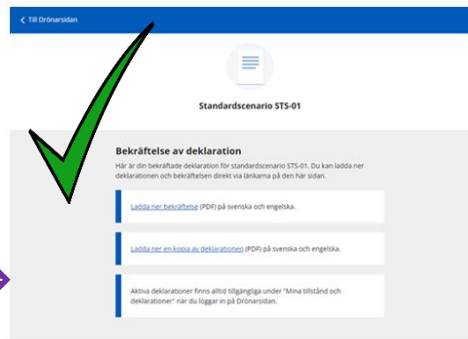 Till Drönarsidan
Standardscenario STS-01
Bekräftelse av deklaration
Här är din bekräftade deklaration för standardscenario STS-01. Du kan ladda ner
deklarationen och bekräftelsen direkt via länkarna på den här sidan.
Ladda ner bekräftelse (PDF) på svenska och engelska.
Ladda ner en kopia av deklarationen (PDF) på svenska och engelska.
Aktiva deklarationer finns alltid tillgängliga under "Mina tillstånd och
deklarationer" när du loggar in på Drönarsidan.